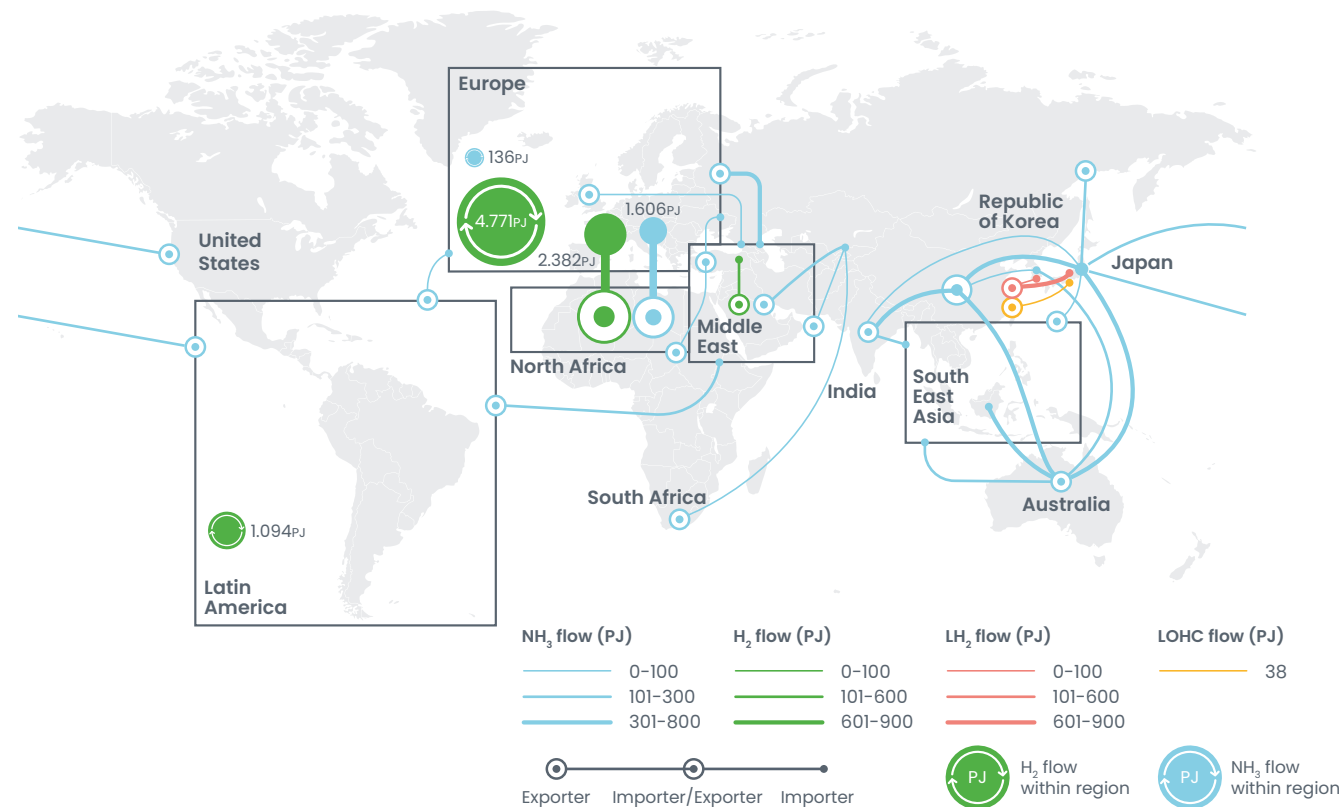 Europe
136PJ
4.771PJ
1.606PJ
2.382PJ
United
States
Republic
of Korea
Japan
Middle
East
North Africa
India
South
East
Asia
South Africa
Australia
1.094PJ
Latin
America
NH₃ flow (PJ)
0-100
101-300
301-800
H₂ flow (PJ)
0-100
101-600
601-900
LH₂ flow (PJ)
0-100
101-600
601-900
LOHC flow (PJ)
38
Exporter
Importer/Exporter
Importer
PJ
H₂ flow
within region
PJ
NH₃ flow
within region